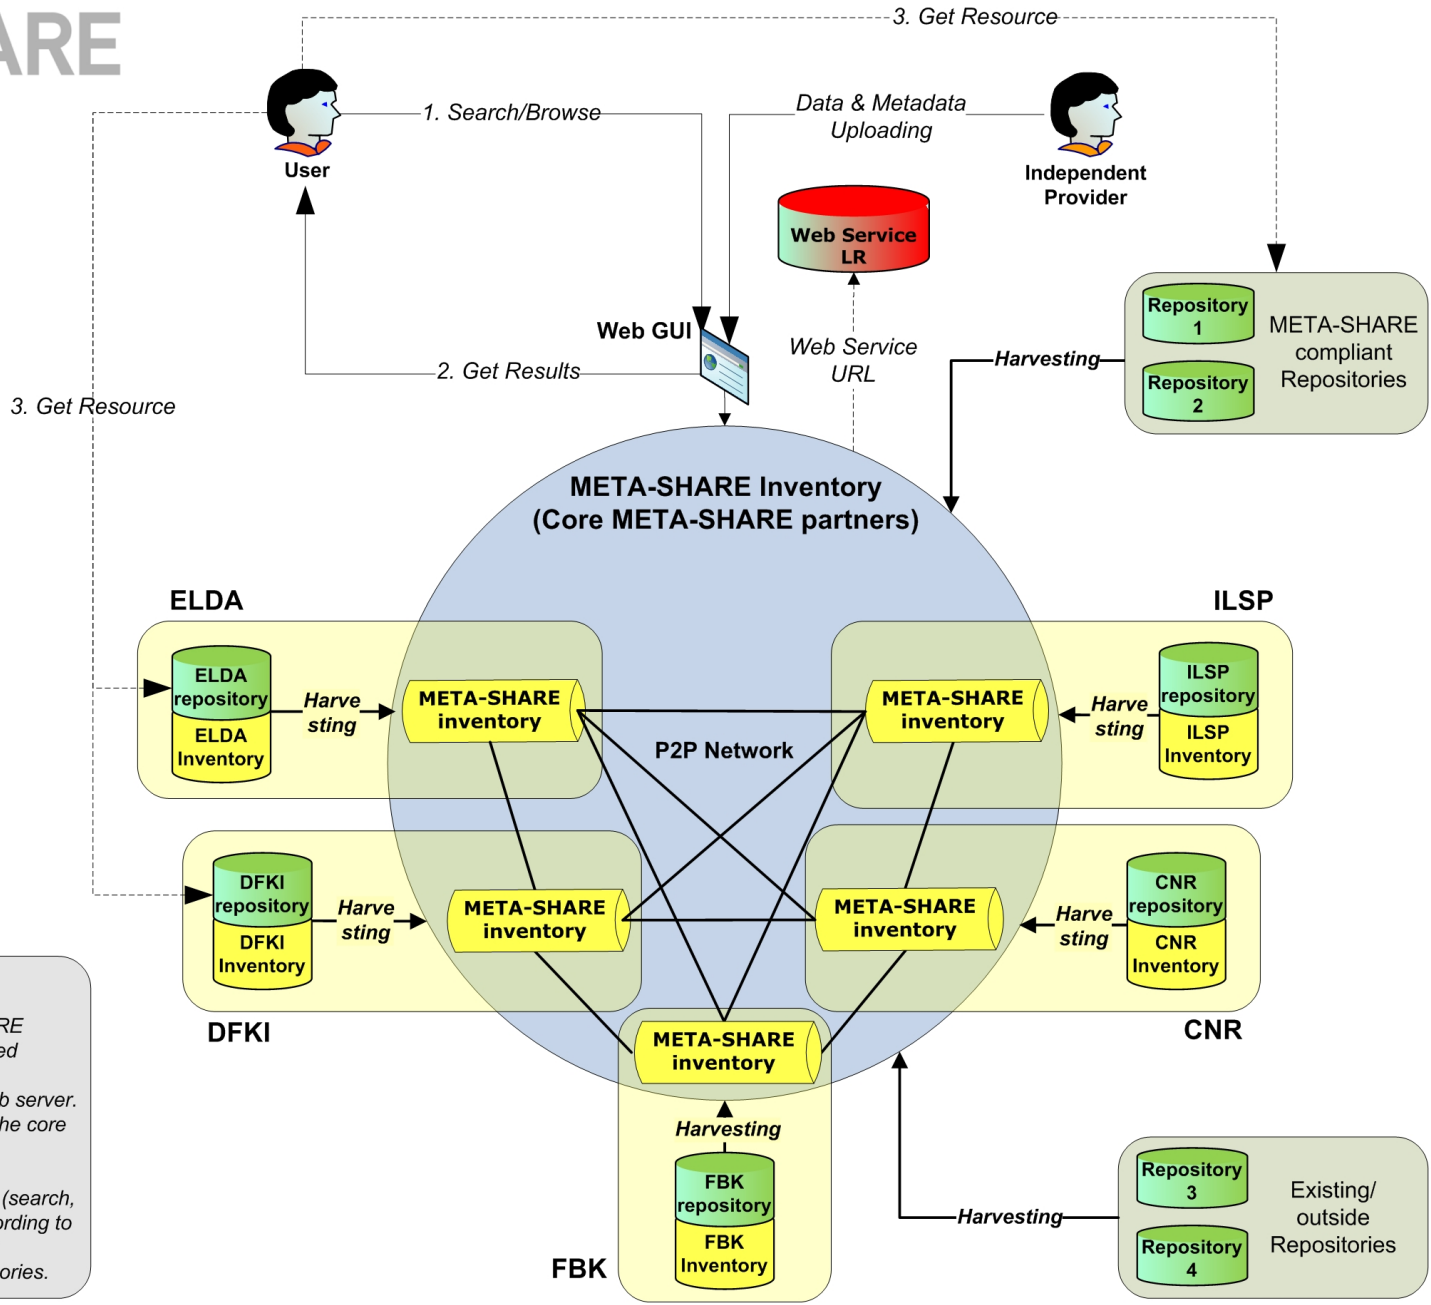 ARE
3. Get Resource
1. Search/Browse
Data & Metadata
Uploading
User
Independent
Provider
Web Service
LR
Web GUI
Web Service
URL
2. Get Results
3. Get Resource
Harvesting
Repository
1
Repository
2
META-SHARE
compliant
Repositories
META-SHARE Inventory
(Core META-SHARE partners)
ELDA
ELDA
repository
ELDA
Inventory
Harve
sting
META-SHARE
inventory
P2P Network
ILSP
META-SHARE
inventory
Harve
sting
ILSP
repository
ILSP
Inventory
DFKI
repository
DFKI
Inventory
Harve
sting
META-SHARE
inventory
DFKI
META-SHARE
inventory
Harve
sting
CNR
repository
CNR
Inventory
CNR
META-SHARE
inventory
Harvesting
FBK
repository
FBK
Inventory
FBK
Harvesting
Repository
3
Repository
4
Existing/
outside
Repositories
RE
ed
b server.
he core
(search,
ording to
ories.